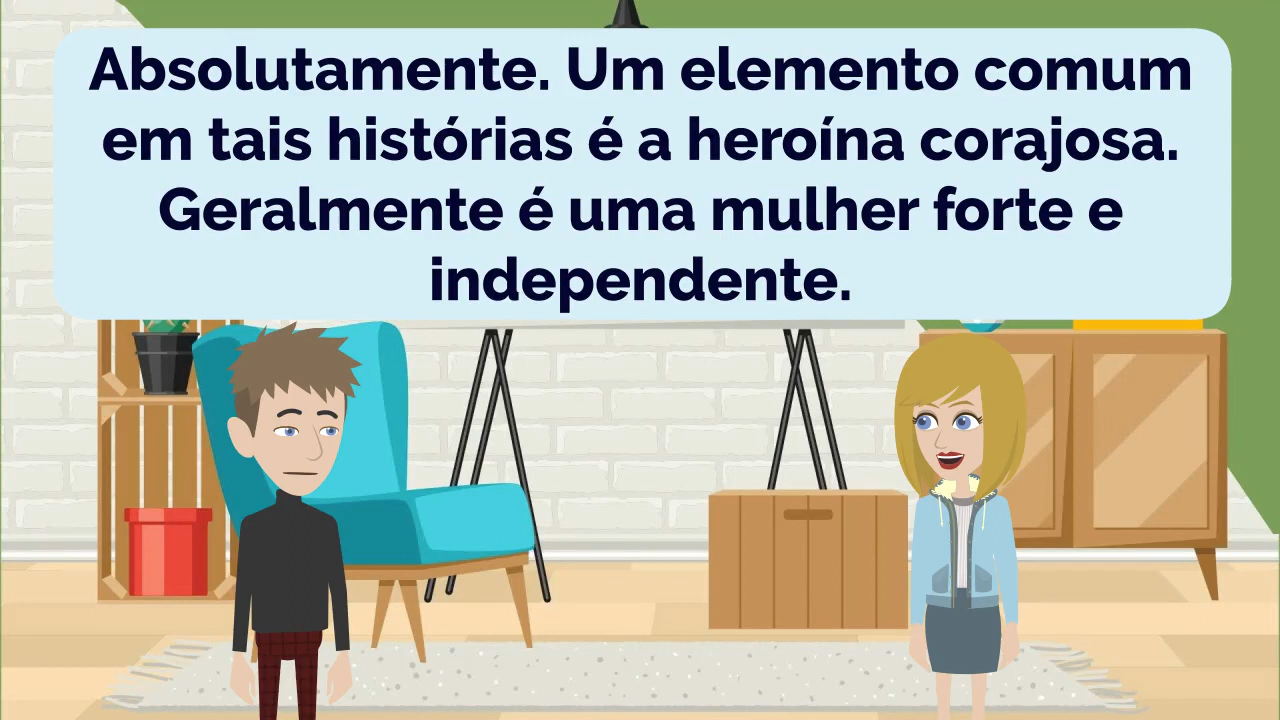 Absolutamente. Um elemento comum
em tais histórias é a heroína corajosa.
Geralmente é uma mulher forte e
independente.